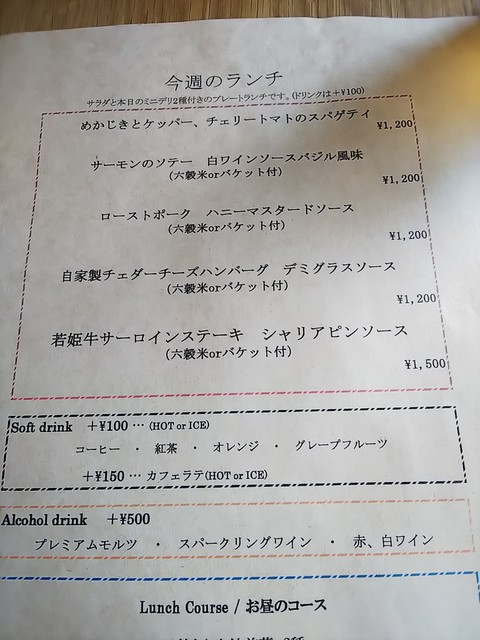 今週のランチ
サラダと本日のミニデリ2種付きのプレートランチです。(ドリンクは＋¥100)
めかじきとケッパー、チェリートマトのスパゲティ
¥1,200
サーモンのソテー　白ワインソースバジル風味
(六穀米orバケット付)
¥1,200
ローストポーク　ハニーマスタードソース
(六穀米orバケット付)
¥1,200
自家製チェダーチーズハンバーグ　デミグラスソース
(六穀米orバケット付)
¥1,200
若姫牛サーロインステーキ　シャリアピンソース
(六穀米orバケット付)
¥1,500
Soft drink　＋¥100 … (HOT or ICE)
コーヒー　・　紅茶　・　オレンジ　・　グレープフルーツ
＋¥150 … カフェラテ(HOT or ICE)
Alcohol drink　＋¥500
プレミアムモルツ　・　スパークリングワイン　・　赤、白ワイン
Lunch Course / お昼のコース